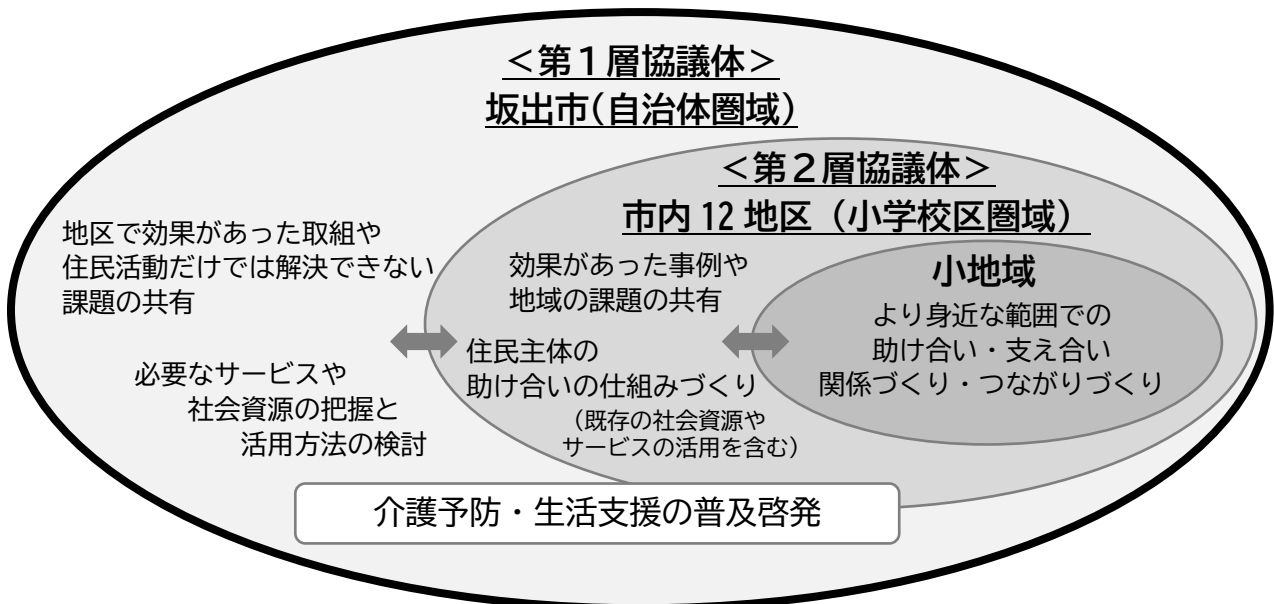 ＜第１層協議体＞
坂出市(自治体圏域)
＜第２層協議体＞
市内 12 地区（小学校区圏域）
地区で効果があった取組や
住民活動だけでは解決できない
課題の共有
必要なサービスや
社会資源の把握と
活用方法の検討
効果があった事例や
地域の課題の共有
住民主体の
助け合いの仕組みづくり
（既存の社会資源や
サービスの活用を含む）
小地域
より身近な範囲での
助け合い・支え合い
関係づくり・つながりづくり
介護予防・生活支援の普及啓発